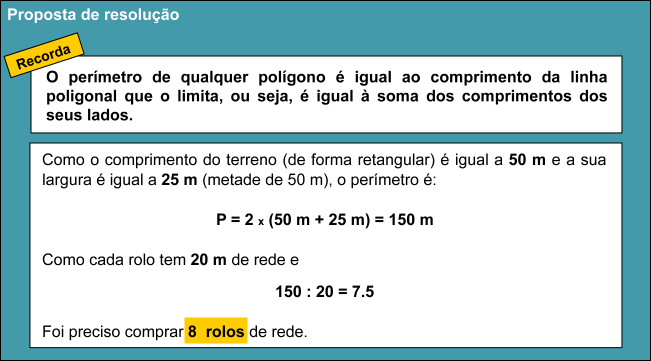 Proposta de resolução
Recorda
O perímetro de qualquer polígono é igual ao comprimento da linha
poligonal que o limita, ou seja, é igual à soma dos comprimentos dos
seus lados.
Como o comprimento do terreno (de forma retangular) é igual a 50 m e a sua
largura é igual a 25 m (metade de 50 m), o perímetro é:
P = 2 x (50 m + 25 m) = 150 m
Como cada rolo tem 20 m de rede e
150 : 20 = 7.5
Foi preciso comprar 8 rolos de rede.